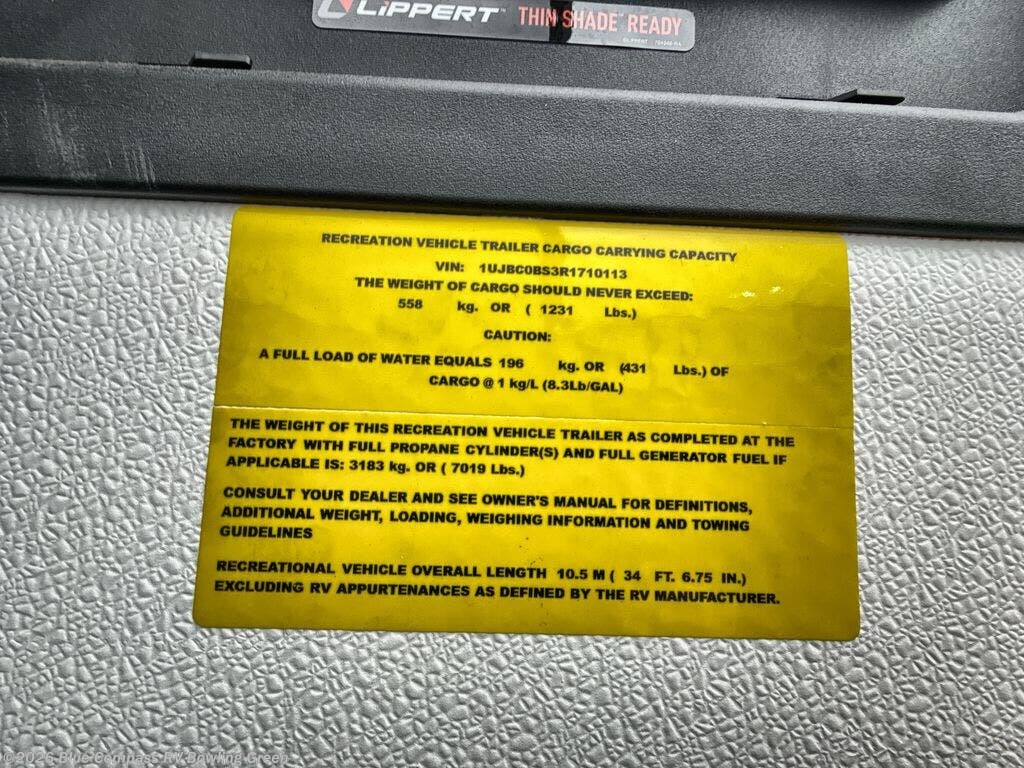 LIPPERT THIN SHADE™ READY
RECREATION VEHICLE TRAILER CARGO CARRYING CAPACITY
VIN: 1UJBC0BS3R1710113
THE WEIGHT OF CARGO SHOULD NEVER EXCEED:
558 kg. OR ( 1231 Lbs.)
CAUTION:
A FULL LOAD OF WATER EQUALS 196 kg. OR (431 Lbs.) OF
CARGO @ 1 kg/L (8.3Lb/GAL)
THE WEIGHT OF THIS RECREATION VEHICLE TRAILER AS COMPLETED AT THE
FACTORY WITH FULL PROPANE CYLINDER(S) AND FULL GENERATOR FUEL IF
APPLICABLE IS: 3183 kg. OR ( 7019 Lbs.)
CONSULT YOUR DEALER AND SEE OWNER'S MANUAL FOR DEFINITIONS,
ADDITIONAL WEIGHT, LOADING, WEIGHING INFORMATION AND TOWING
GUIDELINES
RECREATIONAL VEHICLE OVERALL LENGTH 10.5 M ( 34 FT. 6.75 IN.)
EXCLUDING RV APPURTENANCES AS DEFINED BY THE RV MANUFACTURER.
©2026 Blue Compass RV Bowling Green